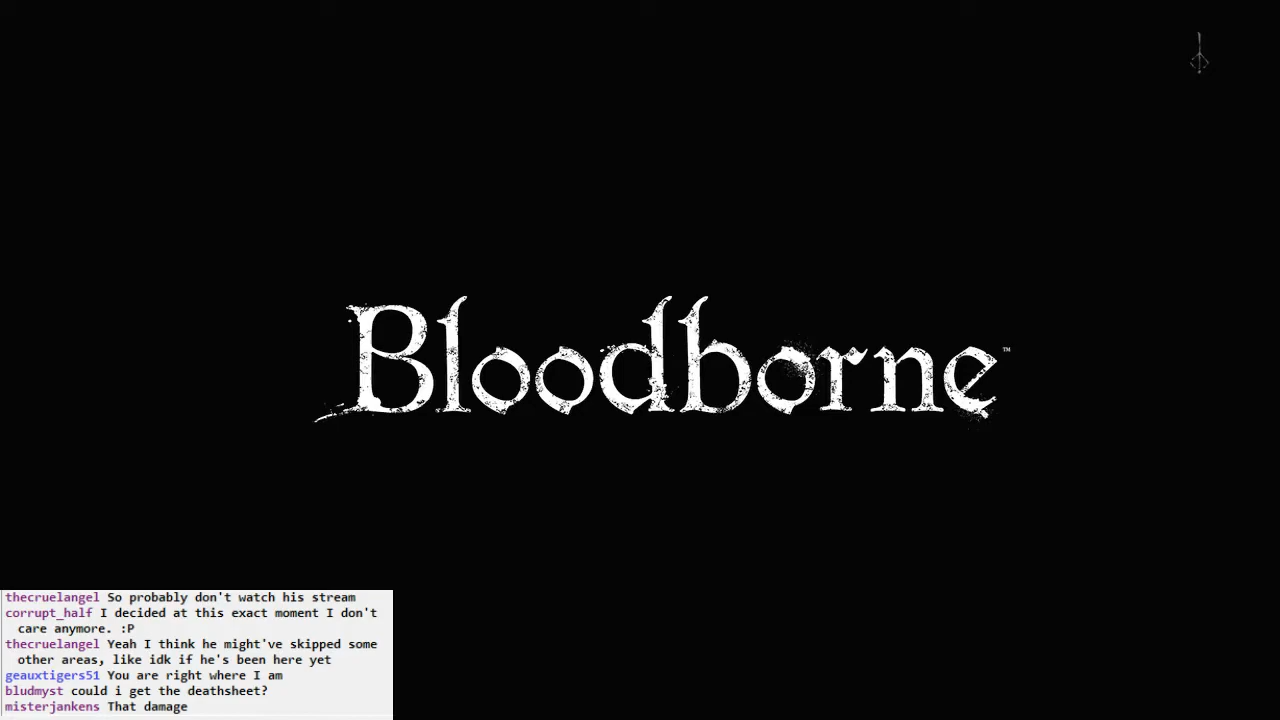 Bloodborne™
thecruelangel So probably don't watch his stream
corrupt_half I decided at this exact moment I don't
care anymore. :P
thecruelangel Yeah I think he might've skipped some
other areas, like idk if he's been here yet
geauxtigers51 You are right where I am
bludmyst could i get the deathsheet?
misterjankens That damage